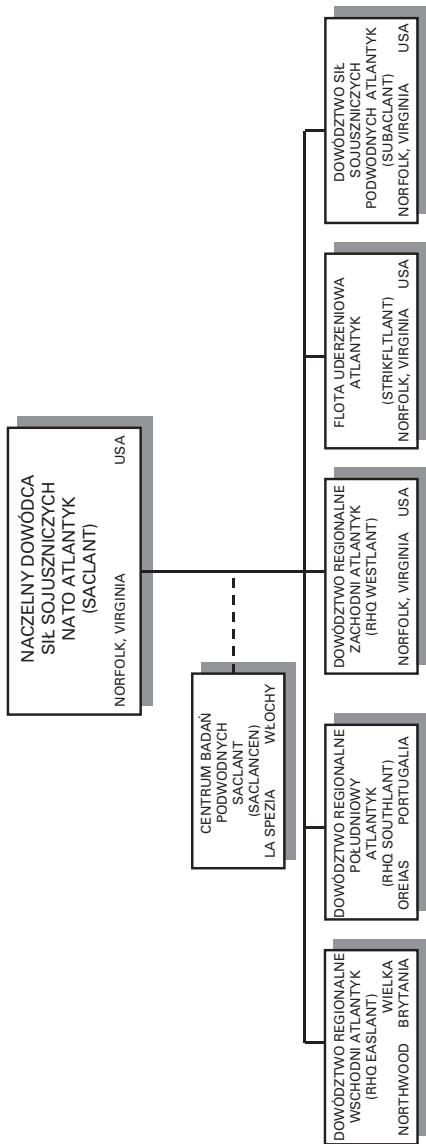 NACZELNY DOWÓDCA
SIŁ SOJUSZNICZYCH
NATO ATLANTYK
(SACLANT)
NORFOLK, VIRGINIA USA
CENTRUM BADAŃ
PODWODNYCH
SACLANT
(SACLANCEN)
LA SPEZIA WŁOCHY
DOWÓDZTWO REGIONALNE
WSCHODNI ATLANTYK
(RHQ EASLANT)
WIELKA
NORTHWOOD BRYTANIA
DOWÓDZTWO REGIONALNE
POŁUDNIOWY
ATLANTYK
(RHQ SOUTHLANT)
OREIAS PORTUGALIA
DOWÓDZTWO REGIONALNE
ZACHODNI ATLANTYK
(RHQ WESTLANT)
NORFOLK, VIRGINIA USA
FLOTA UDERZENIOWA
ATLANTYK
(STRIKFLTLANT)
NORFOLK, VIRGINIA USA
DOWÓDZTWO SIŁ
SOJUSZNICZYCH
PODWODNYCH ATLANTYK
(SUBACLANT)
NORFOLK, VIRGINIA USA